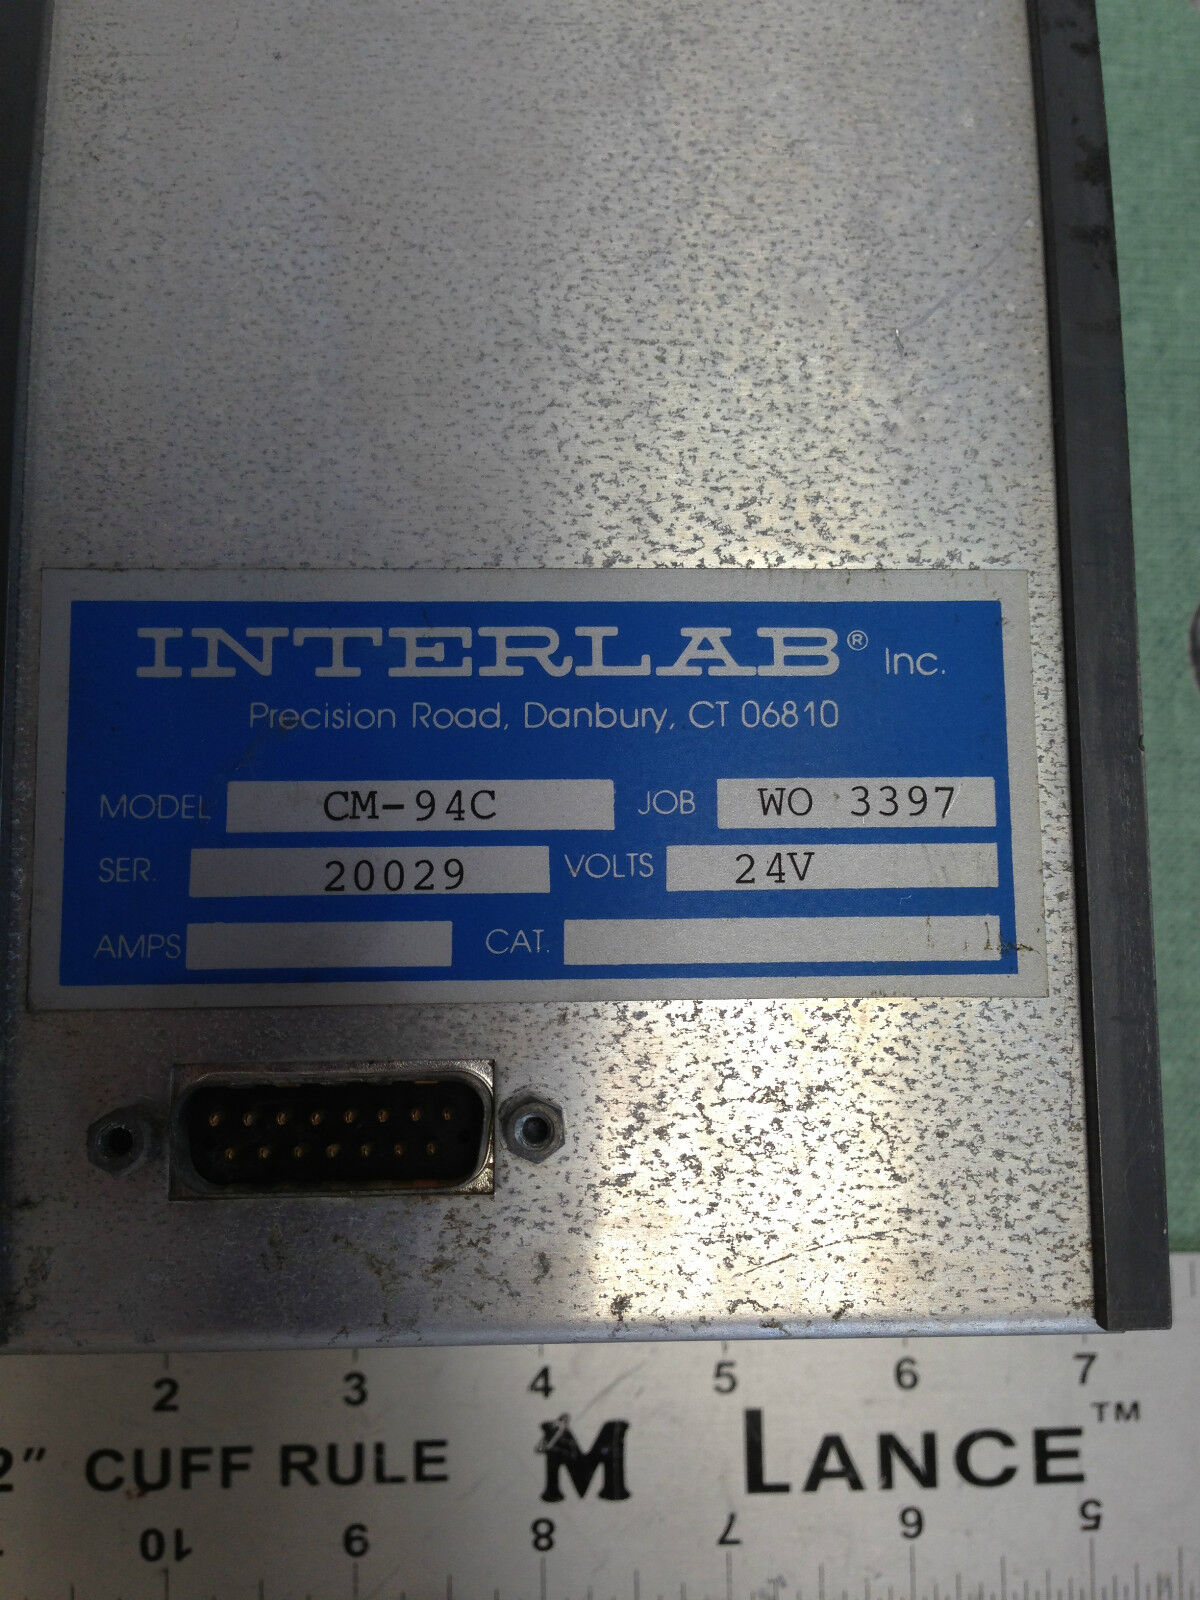 INTERLAB® Inc.
Precision Road, Danbury, CT 06810
MODEL CM-94C JOB WO 3397
SER. 20029 VOLTS 24V
AMPS CAT.
2 3 4 5 6 7
2" CUFF RULE M LANCE™
10 9 8 7 6 5